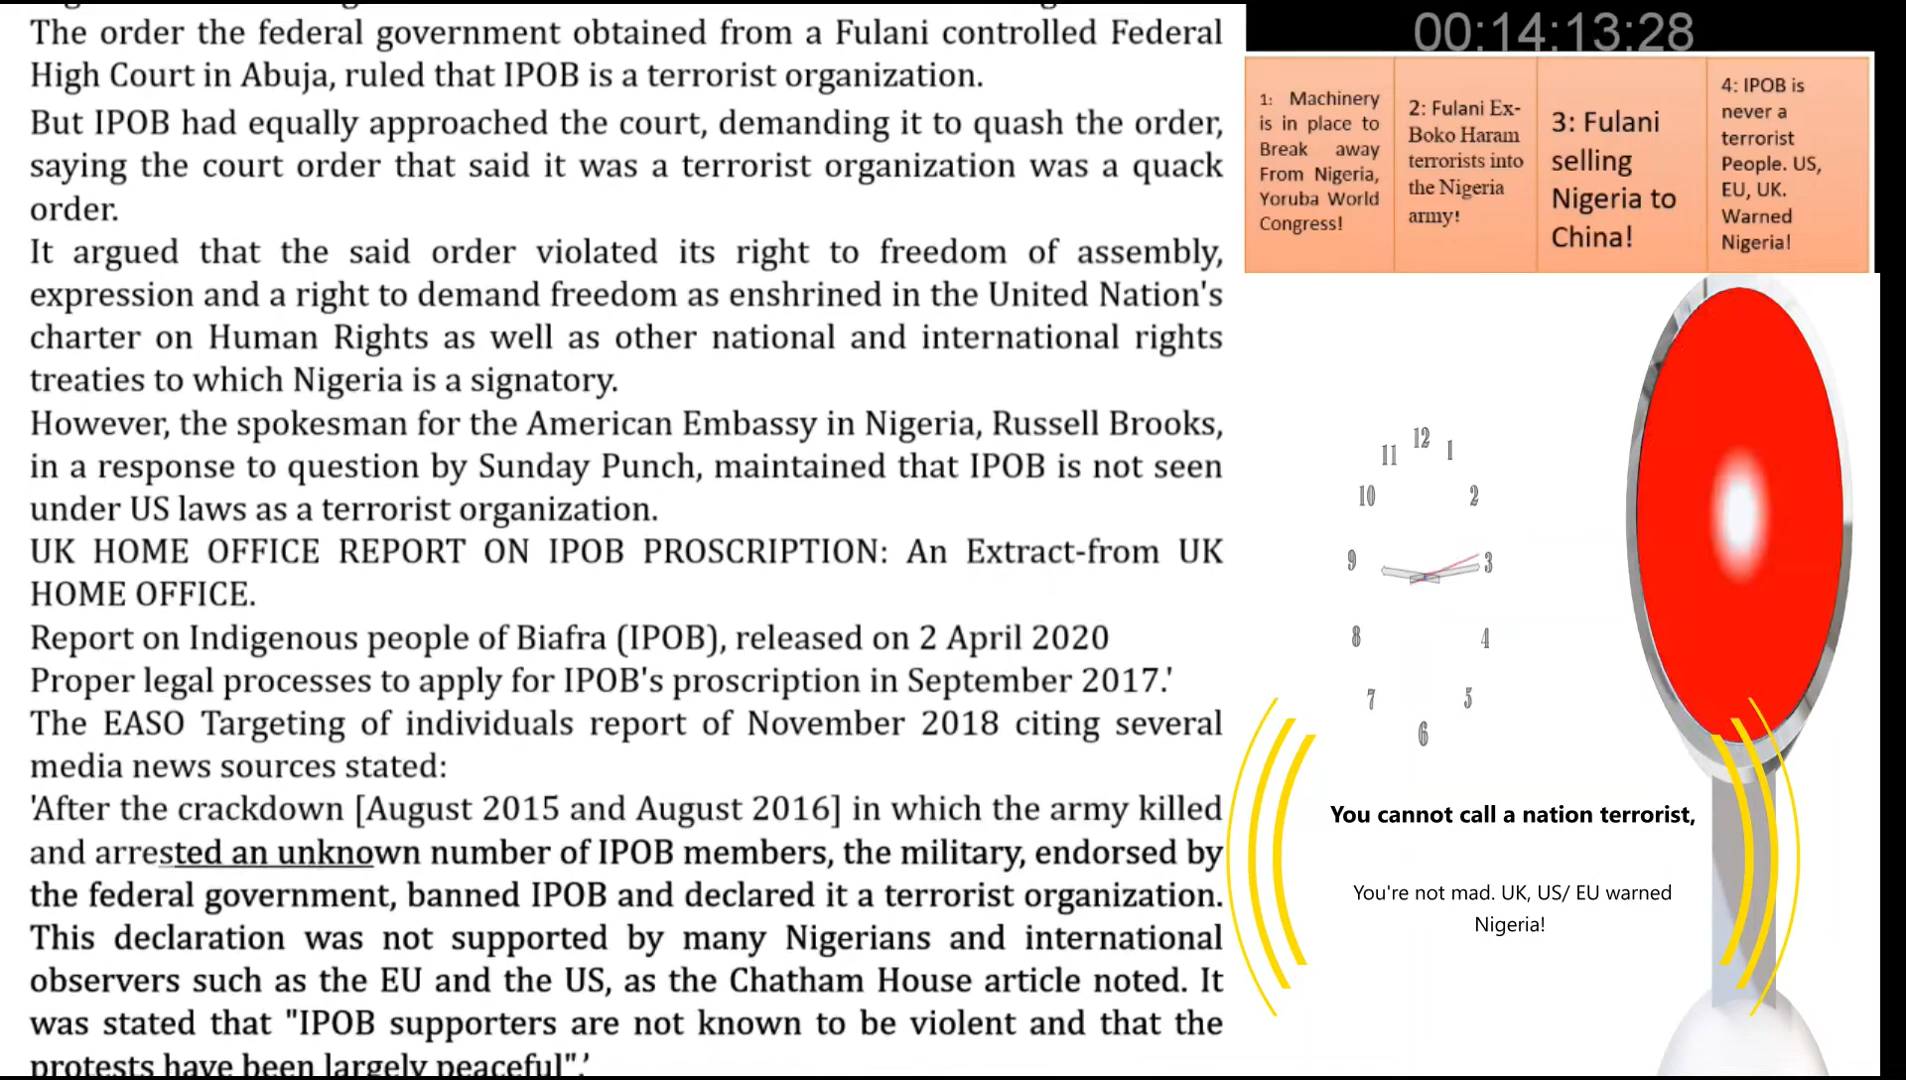 The order the federal government obtained from a Fulani controlled Federal
High Court in Abuja, ruled that IPOB is a terrorist organization.
But IPOB had equally approached the court, demanding it to quash the order,
saying the court order that said it was a terrorist organization was a quack
order.
It argued that the said order violated its right to freedom of assembly,
expression and a right to demand freedom as enshrined in the United Nation's
charter on Human Rights as well as other national and international rights
treaties to which Nigeria is a signatory.
However, the spokesman for the American Embassy in Nigeria, Russell Brooks,
in a response to question by Sunday Punch, maintained that IPOB is not seen
under US laws as a terrorist organization.
UK HOME OFFICE REPORT ON IPOB PROSCRIPTION: An Extract-from UK
HOME OFFICE.
Report on Indigenous people of Biafra (IPOB), released on 2 April 2020
Proper legal processes to apply for IPOB's proscription in September 2017.'
The EASO Targeting of individuals report of November 2018 citing several
media news sources stated:
'After the crackdown [August 2015 and August 2016] in which the army killed
and arrested an unknown number of IPOB members, the military, endorsed by
the federal government, banned IPOB and declared it a terrorist organization.
This declaration was not supported by many Nigerians and international
observers such as the EU and the US, as the Chatham House article noted. It
was stated that "IPOB supporters are not known to be violent and that the
protests have been largely peaceful".'
00:14:13:28
1: Machinery
is in place to
Break away
From Nigeria,
Yoruba World
Congress!
2: Fulani Ex-
Boko Haram
terrorists into
the Nigeria
army!
3: Fulani
selling
Nigeria to
China!
4: IPOB is
never a
terrorist
People. US,
EU, UK.
Warned
Nigeria!
12
11
1
10
2
9
3
8
4
7
5
6
You cannot call a nation terrorist,
You're not mad. UK, US/ EU warned
Nigeria!